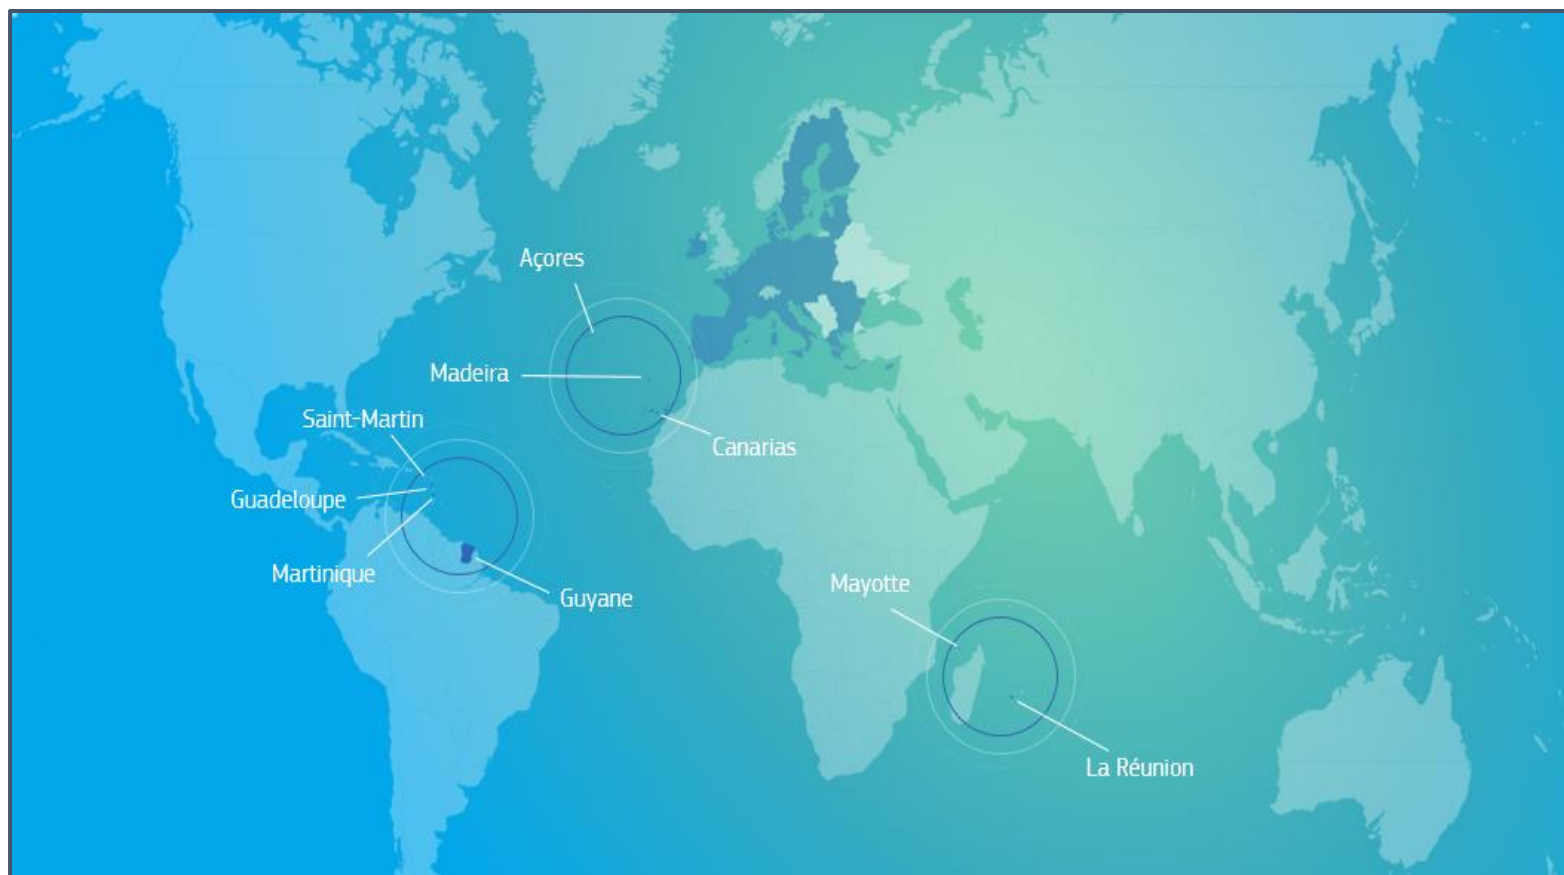 Açores
Madeira
Saint-Martin
Canarias
Guadeloupe
Martinique
Mayotte
Guyane
La Réunion